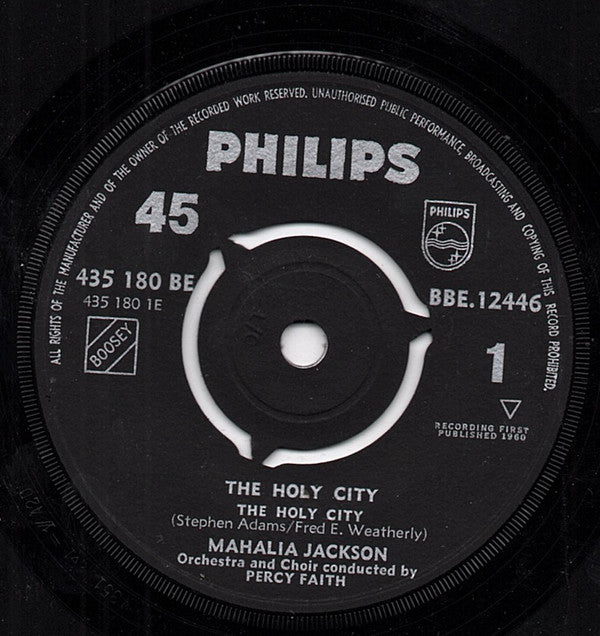 ALL RIGHTS OF THE MANUFACTURER AND OF THE OWNER OF THE RECORDED WORK RESERVED. UNAUTHORISED PUBLIC PERFORMANCE, BROADCASTING AND COPYING OF THIS RECORD PROHIBITED.
PHILIPS
45
PHILIPS
435 180 BE
BBE.12446
435 180 1E
BOOSEY
1
RECORDING FIRST
PUBLISHED 1960
THE HOLY CITY
THE HOLY CITY
(Stephen Adams/Fred E. Weatherly)
MAHALIA JACKSON
Orchestra and Choir conducted by
PERCY FAITH